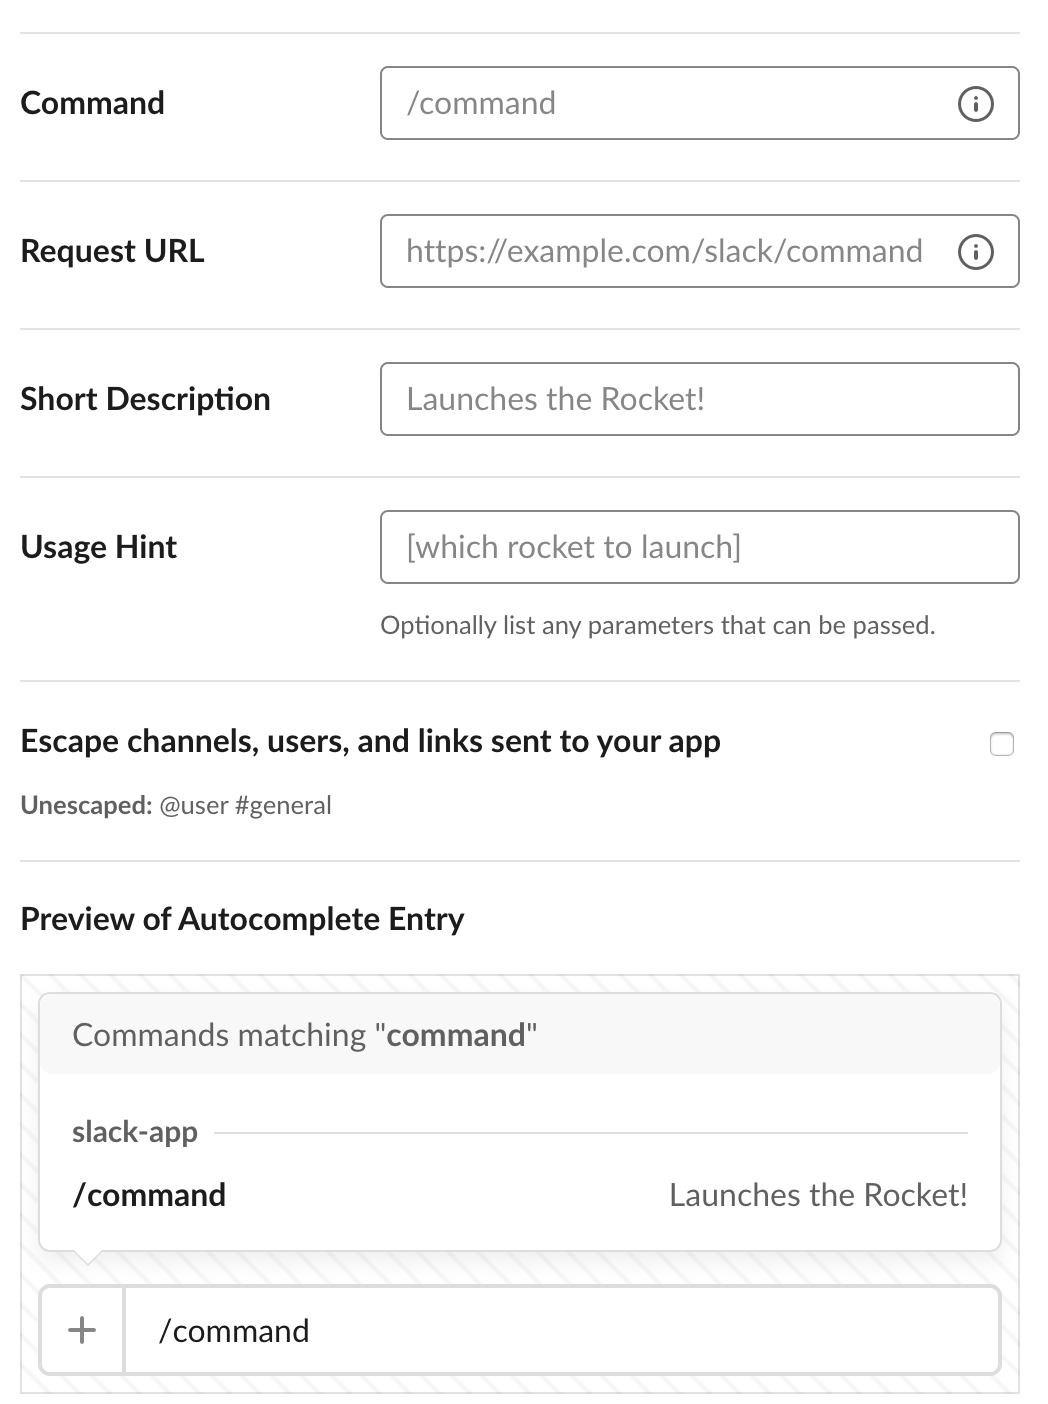 Command
/command
Request URL
https://example.com/slack/command
Short Description
Launches the Rocket!
Usage Hint
[which rocket to launch]
Optionally list any parameters that can be passed.
Escape channels, users, and links sent to your app
Unescaped: @user #general
Preview of Autocomplete Entry
Commands matching "command"
slack-app
/command Launches the Rocket!
/command